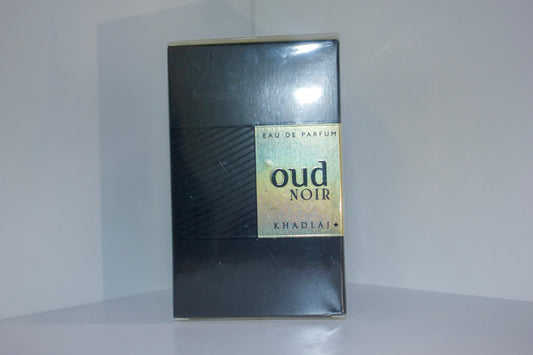 EAU DE PARFUM
oud
NOIR
KHADLAJ